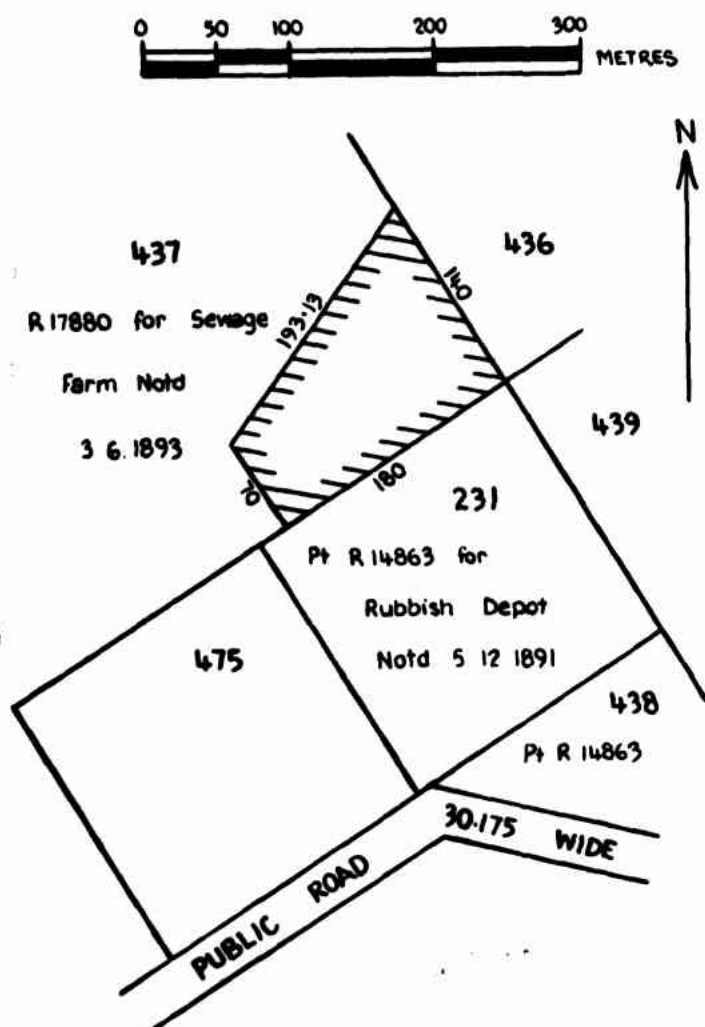 0 50 100 200 300
METRES
N
437
436
R 17880 for Sewage
Farm Notd
3 6. 1893
193.13
140
439
70
180
231
Pt R 14863 for
Rubbish Depot
Notd 5 12 1891
475
438
Pt R 14863
30.175 WIDE
PUBLIC ROAD